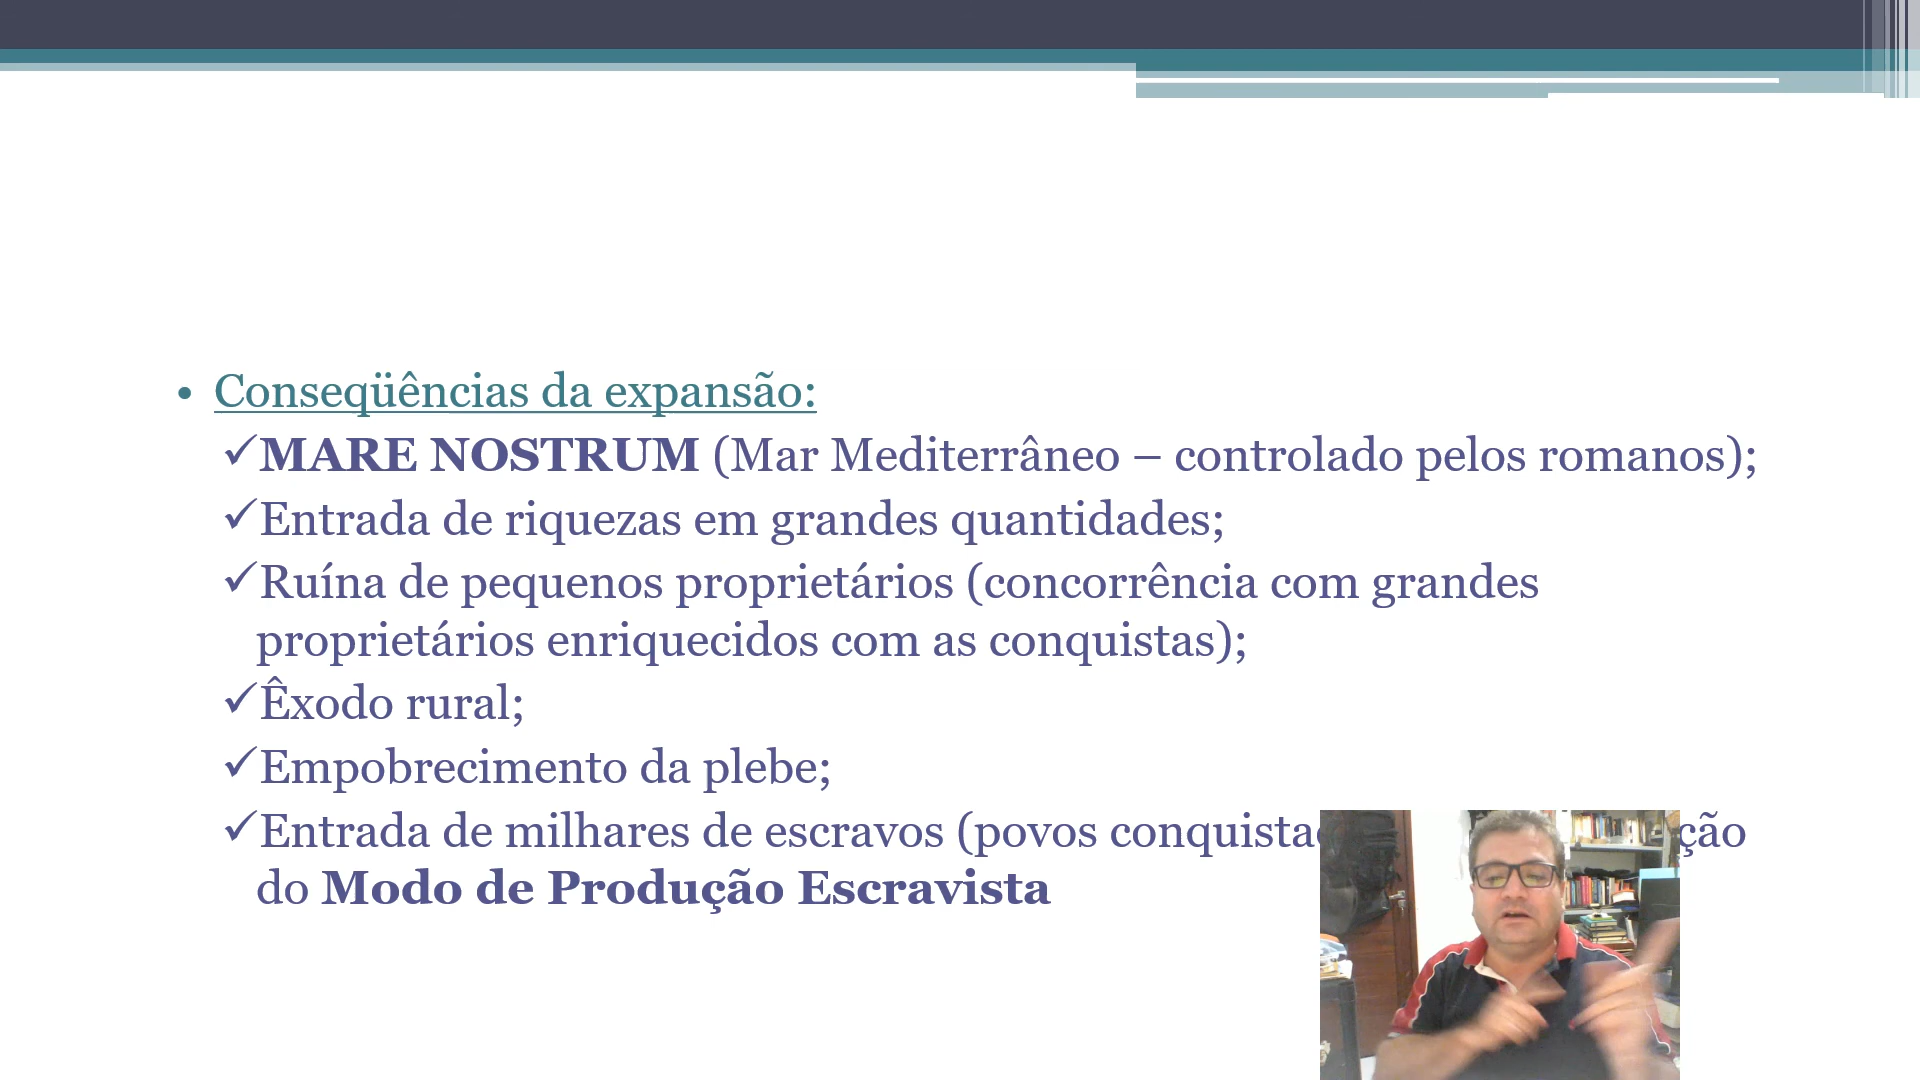 • Conseqüências da expansão:
✓MARE NOSTRUM (Mar Mediterrâneo – controlado pelos romanos);
✓Entrada de riquezas em grandes quantidades;
✓Ruína de pequenos proprietários (concorrência com grandes
proprietários enriquecidos com as conquistas);
✓Êxodo rural;
✓Empobrecimento da plebe;
✓Entrada de milhares de escravos (povos
do Modo de Produção Escravista